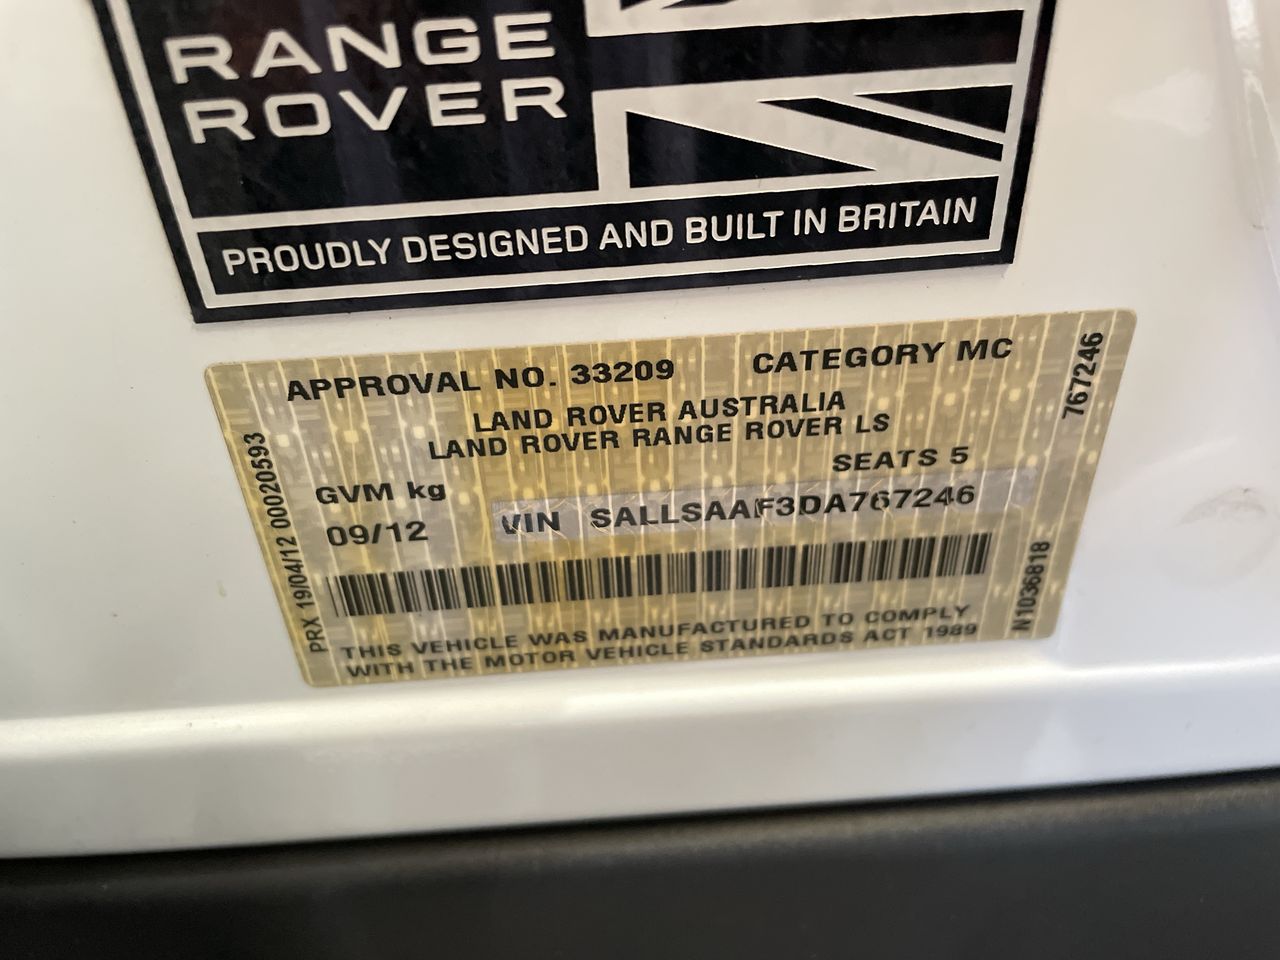 RANGE
ROVER
PROUDLY DESIGNED AND BUILT IN BRITAIN
APPROVAL NO. 33209 CATEGORY MC
LAND ROVER AUSTRALIA
LAND ROVER RANGE ROVER LS
SEATS 5
GVM kg
09/12
VIN SALLSAAF3DA767246
THIS VEHICLE WAS MANUFACTURED TO COMPLY
WITH THE MOTOR VEHICLE STANDARDS ACT 1989
PRX 19/04/12 00020593
767246
N1036818